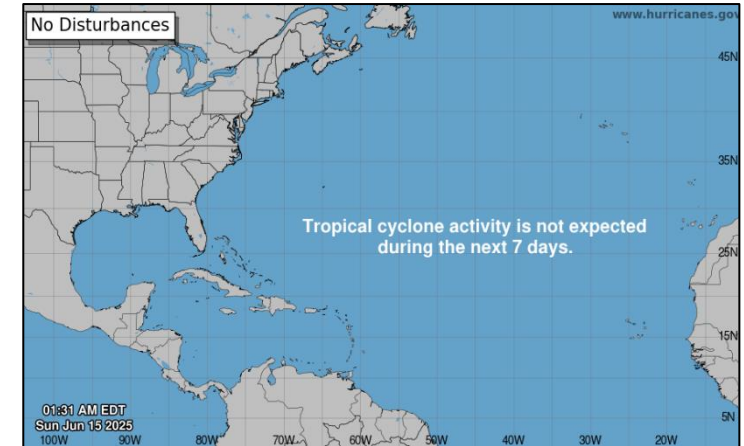 No Disturbances
www.hurricanes.gov
45N
35N
Tropical cyclone activity is not expected
during the next 7 days.
25N
15N
01:31 AM EDT
Sun Jun 15 2025
5N
100W 90W 80W 70W 60W 50W 40W 30W 20W